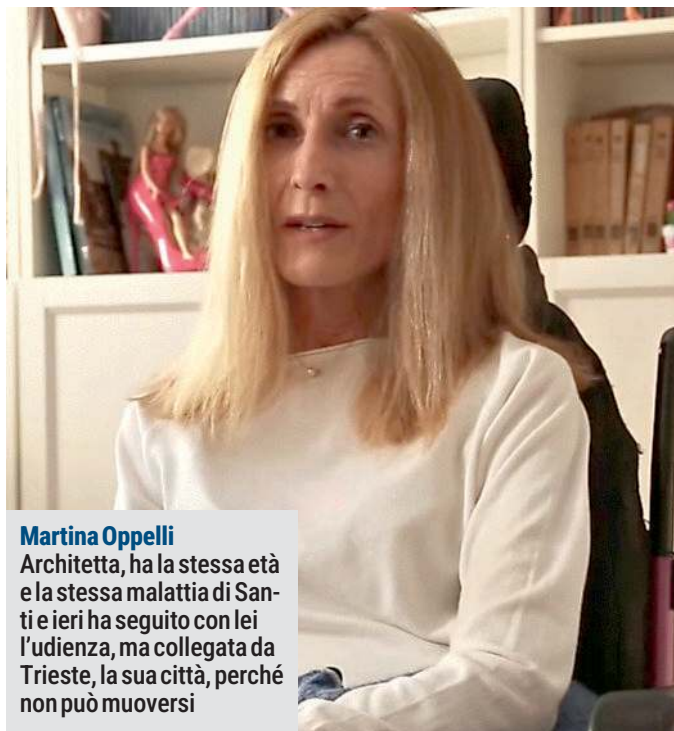 Martina Oppelli
Architetta, ha la stessa età
e la stessa malattia di San-
ti e ieri ha seguito con lei
l'udienza, ma collegata da
Trieste, la sua città, perché
non può muoversi